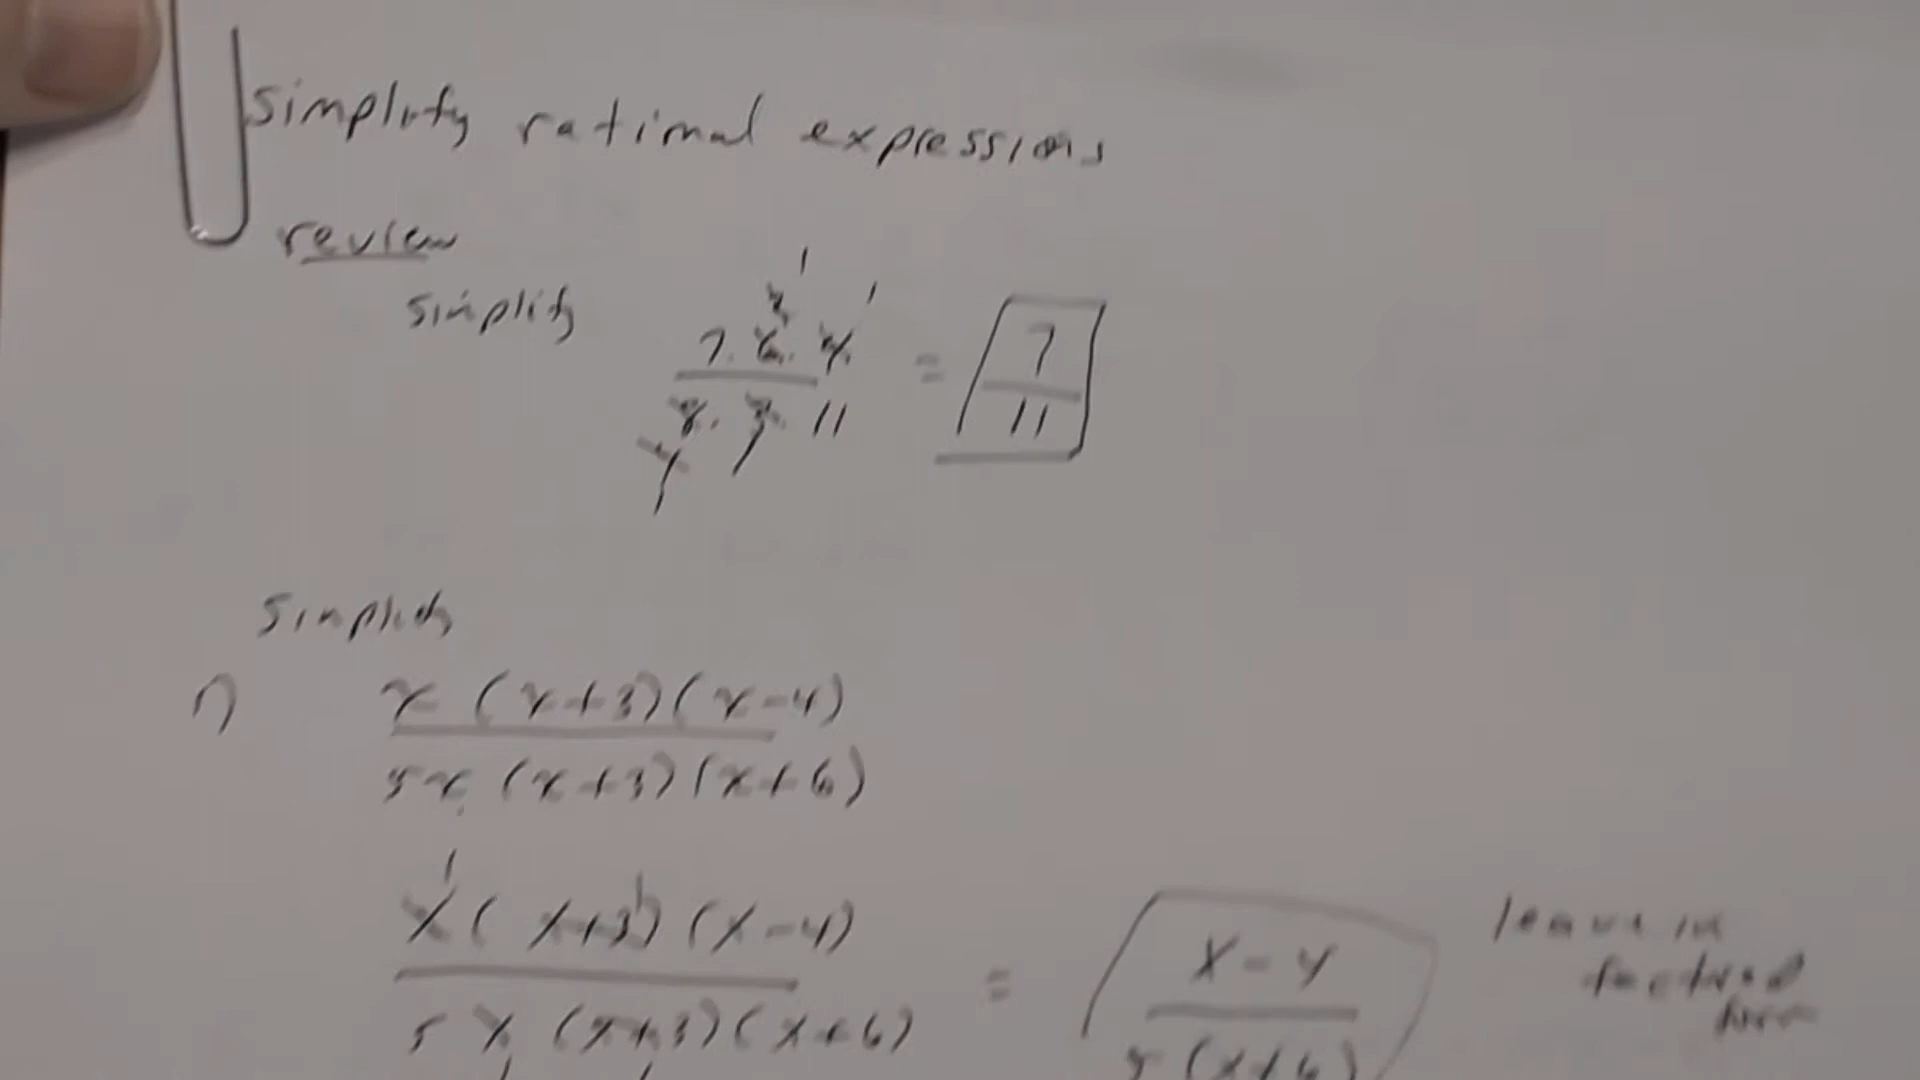 simplify rational expressions
review
simplify
7 · 6 · 4 / 8 · 3 · 11 = 7 / 11
simplify
1) x (x+3)(x-4) / 5x (x+3)(x+6)
x (x+3)(x-4) / 5x (x+3)(x+6) = x-4 / 5(x+6)
leave in
factored
form